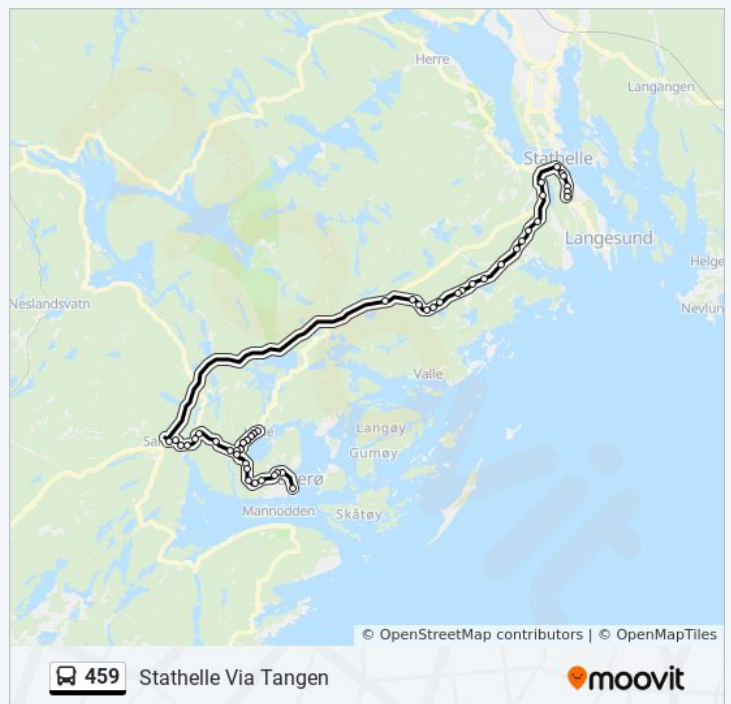 Herre
Langangen
Stathelle
Langesund
Helge
Neslandsvatn
Nevlun
Valle
Langøy
Gumøy
Mannodden
Skåtøy
© OpenStreetMap contributors | © OpenMapTiles
459 Stathelle Via Tangen
moovit